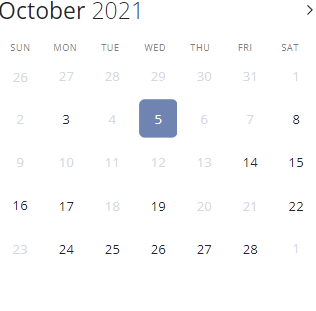 October 2021
SUN MON TUE WED THU FRI SAT
26 27 28 29 30 31 1
2 3 4 5 6 7 8
9 10 11 12 13 14 15
16 17 18 19 20 21 22
23 24 25 26 27 28 1